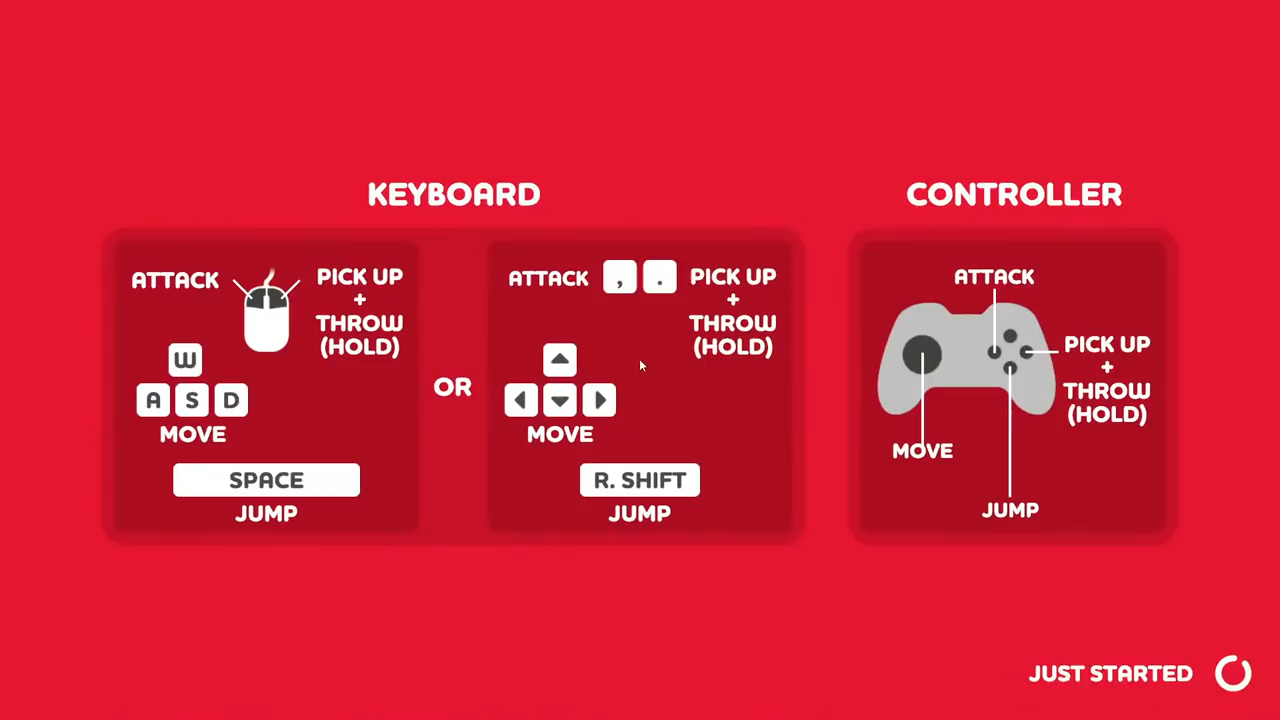 KEYBOARD
CONTROLLER
ATTACK
PICK UP
+
THROW
(HOLD)
W
A S D
MOVE
SPACE
JUMP
OR
ATTACK
, .
PICK UP
+
THROW
(HOLD)
MOVE
R. SHIFT
JUMP
ATTACK
PICK UP
+
THROW
(HOLD)
MOVE
JUMP
JUST STARTED